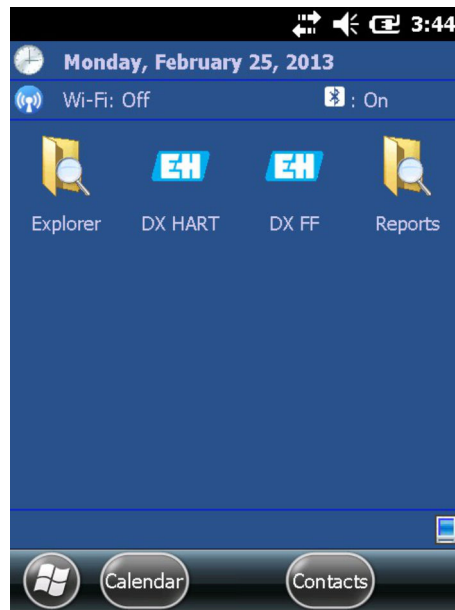 3:44
Monday, February 25, 2013
Wi-Fi: Off : On
E+H E+H
Explorer DX HART DX FF Reports
Calendar Contacts